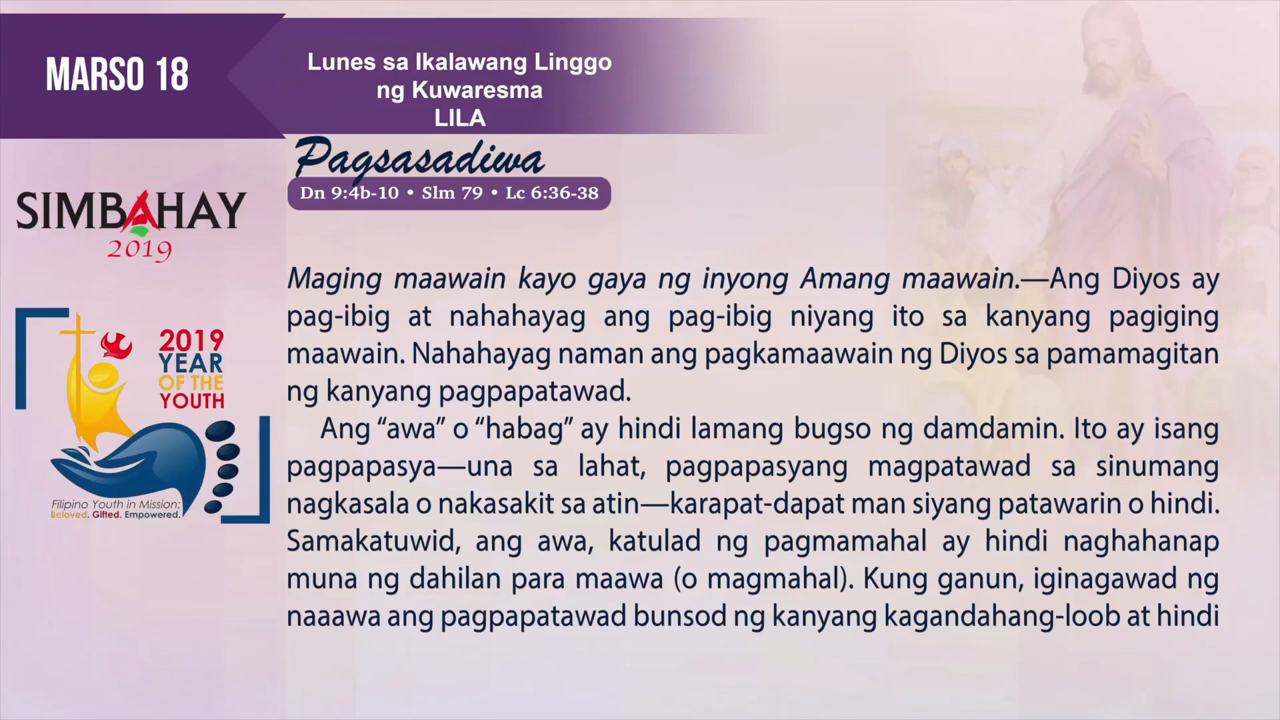 MARSO 18
Lunes sa Ikalawang Linggo
ng Kuwaresma
LILA
Pagsasadiwa
Dn 9:4b-10 • Slm 79 • Lc 6:36-38
SIMBAHAY
2019
2019
YEAR
OF THE
YOUTH
Filipino Youth in Mission:
Beloved. Gifted. Empowered.
Maging maawain kayo gaya ng inyong Amang maawain.—Ang Diyos ay
pag-ibig at nahahayag ang pag-ibig niyang ito sa kanyang pagiging
maawain. Nahahayag naman ang pagkamaawain ng Diyos sa pamamagitan
ng kanyang pagpapatawad.
Ang “awa” o “habag” ay hindi lamang bugso ng damdamin. Ito ay isang
pagpapasya—una sa lahat, pagpapasyang magpatawad sa sinumang
nagkasala o nakasakit sa atin—karapat-dapat man siyang patawarin o hindi.
Samakatuwid, ang awa, katulad ng pagmamahal ay hindi naghahanap
muna ng dahilan para maawa (o magmahal). Kung ganun, iginagawad ng
naaawa ang pagpapatawad bunsod ng kanyang kagandahang-loob at hindi